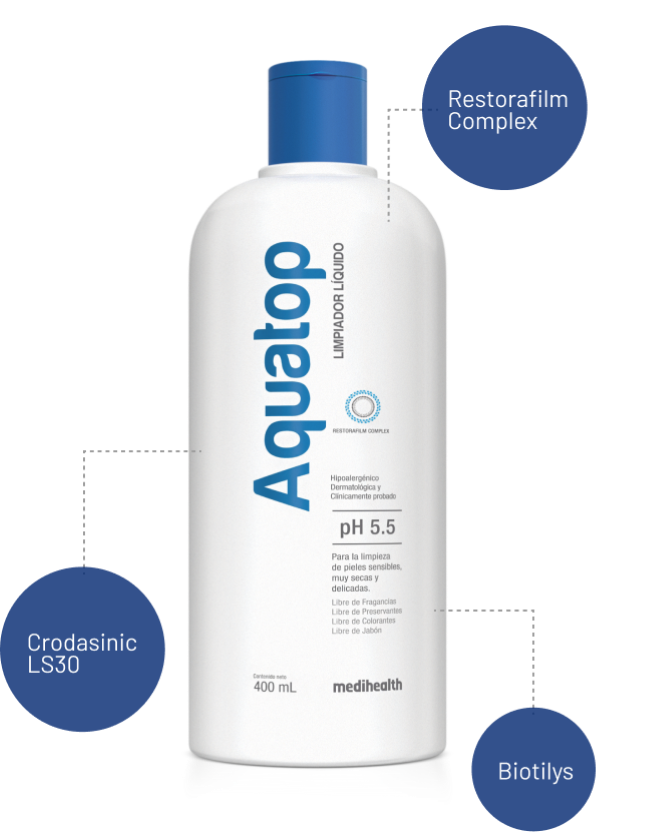 Restorafilm
Complex
Aquatop
LIMPIADOR LÍQUIDO
RESTORAFILM COMPLEX
Hipoalergénico
Dermatológica y
Clínicamente probado
pH 5.5
Para la limpieza
de pieles sensibles,
muy secas y
delicadas.
Libre de Fragancias
Libre de Preservantes
Libre de Colorantes
Libre de Jabón
Contenido neto
400 mL
medihealth
Crodasinic
LS30
Biotilys